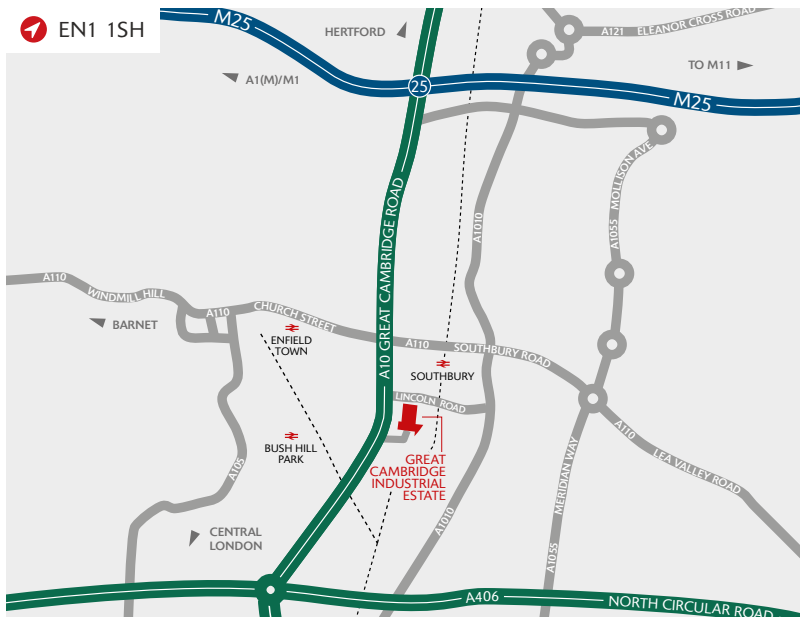 EN1 1SH
M25
HERTFORD
A121
ELEANOR CROSS ROAD
TO M11
A1(M)/M1
25
M25
MOLLISON AVE
A1055
A1010
A10 GREAT CAMBRIDGE ROAD
A110
WINDMILL HILL
A110
CHURCH STREET
BARNET
ENFIELD
TOWN
A110
SOUTHBURY ROAD
SOUTHBURY
LINCOLN ROAD
BUSH HILL
PARK
A105
GREAT
CAMBRIDGE
INDUSTRIAL
ESTATE
A110
LEA VALLEY ROAD
MERIDIAN WAY
A1055
A1010
CENTRAL
LONDON
A406
NORTH CIRCULAR ROAD